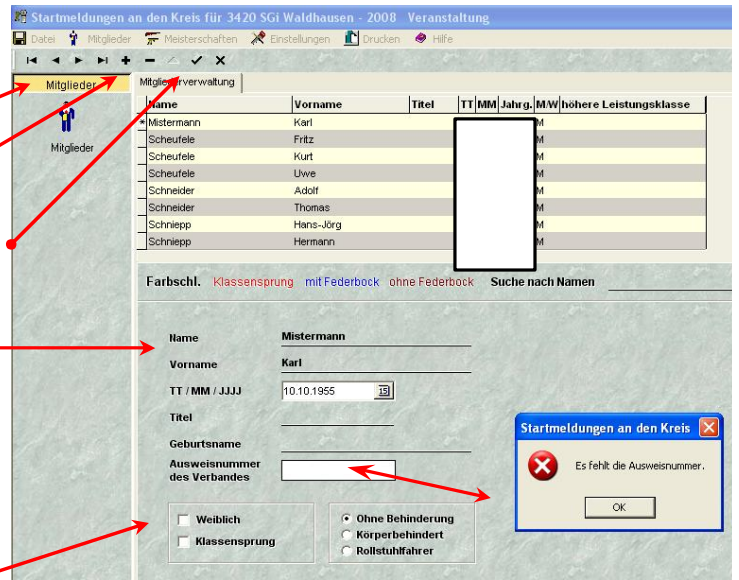 Startmeldungen an den Kreis für 3420 SGi Waldhausen - 2008 Veranstaltung
Datei Mitglieder Meisterschaften Einstellungen Drucken Hilfe
Mitglieder
Mitgliederverwaltung
Name Vorname Titel TT MM Jahrg. M/W höhere Leistungsklasse
* Mistermann Karl M
Scheufele Fritz M
Scheufele Kurt M
Scheufele Uwe M
Schneider Adolf M
Schneider Thomas M
Schniepp Hans-Jörg M
Schniepp Hermann M
Mitglieder
Farbschl. Klassensprung mit Federbock ohne Federbock Suche nach Namen
Name Mistermann
Vorname Karl
TT / MM / JJJJ 10.10.1955 15
Titel
Geburtsname
Ausweisnummer
des Verbandes
Weiblich
Klassensprung
Ohne Behinderung
Körperbehindert
Rollstuhlfahrer
Startmeldungen an den Kreis
Es fehlt die Ausweisnummer.
OK